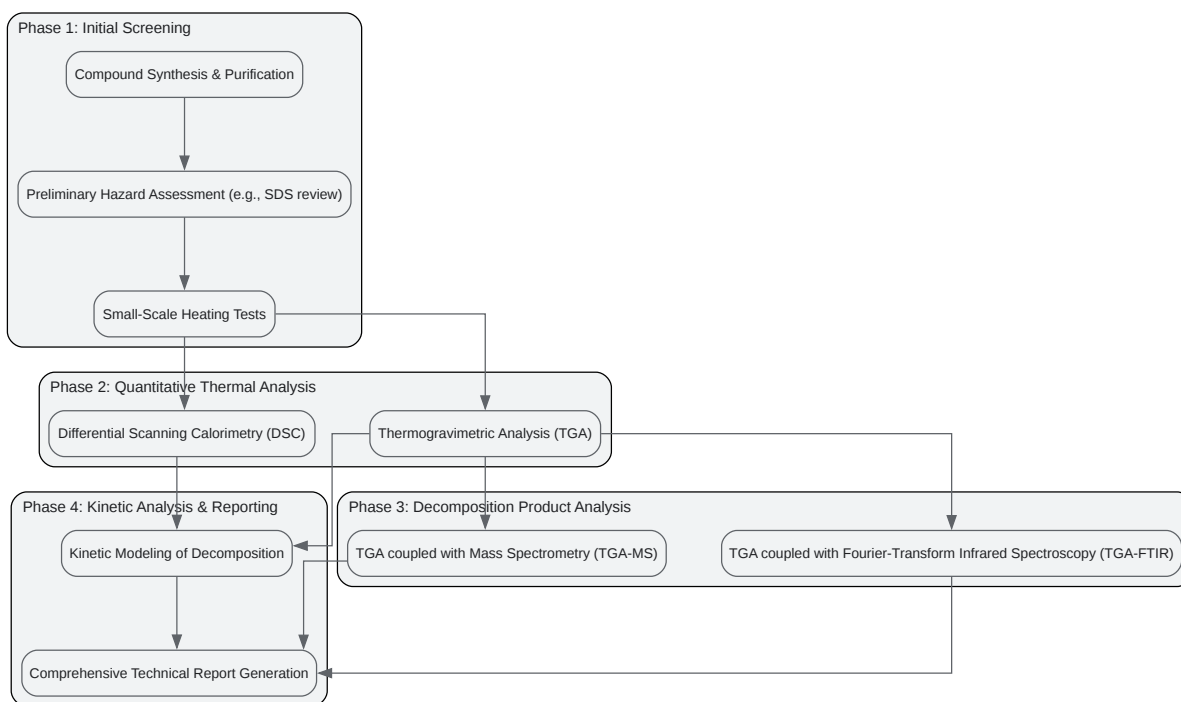 Phase 1: Initial Screening
Compound Synthesis & Purification
Preliminary Hazard Assessment (e.g., SDS review)
Small-Scale Heating Tests
Phase 2: Quantitative Thermal Analysis
Differential Scanning Calorimetry (DSC)
Thermogravimetric Analysis (TGA)
Phase 4: Kinetic Analysis & Reporting
Phase 3: Decomposition Product Analysis
Kinetic Modeling of Decomposition
TGA coupled with Mass Spectrometry (TGA-MS)
TGA coupled with Fourier-Transform Infrared Spectroscopy (TGA-FTIR)
Comprehensive Technical Report Generation